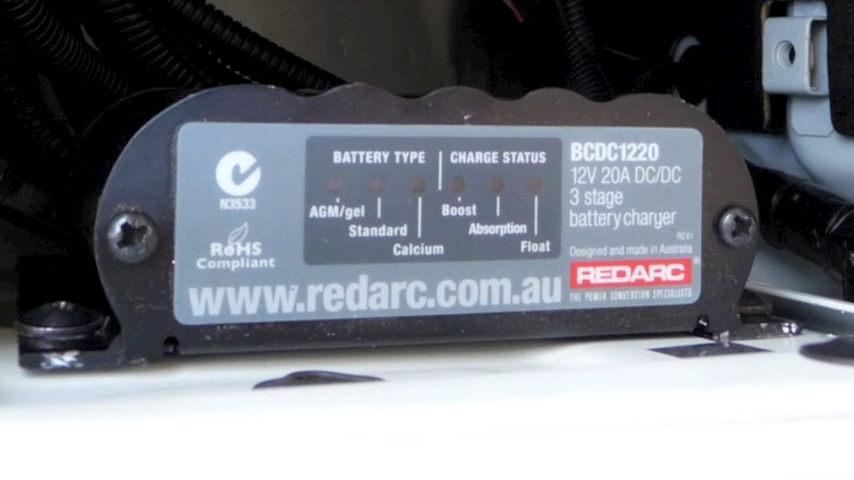 N3533
RoHS
Compliant
BATTERY TYPE
CHARGE STATUS
AGM/gel
Standard
Calcium
Boost
Absorption
Float
BCDC1220
12V 20A DC/DC
3 stage
battery charger
REV1
Designed and made in Australia
REDARC®
THE POWER CONVERSION SPECIALISTS
www.redarc.com.au